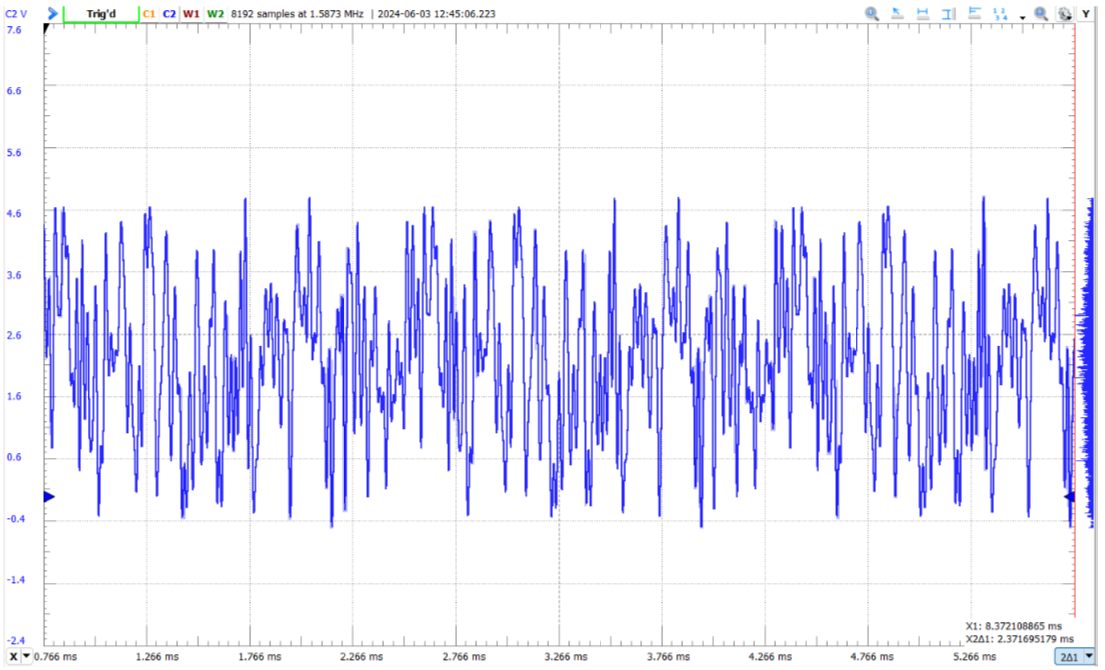 C2 V Trig'd C1 C2 W1 W2 8192 samples at 1.5873 MHz | 2024-06-03 12:45:06.223 1 2 3 4 Y
7.6
6.6
5.6
4.6
3.6
2.6
1.6
0.6
-0.4
-1.4
-2.4
X1: 8.372108865 ms
X2Δ1: 2.371695179 ms
X 0.766 ms 1.266 ms 1.766 ms 2.266 ms 2.766 ms 3.266 ms 3.766 ms 4.266 ms 4.766 ms 5.266 ms 2Δ1